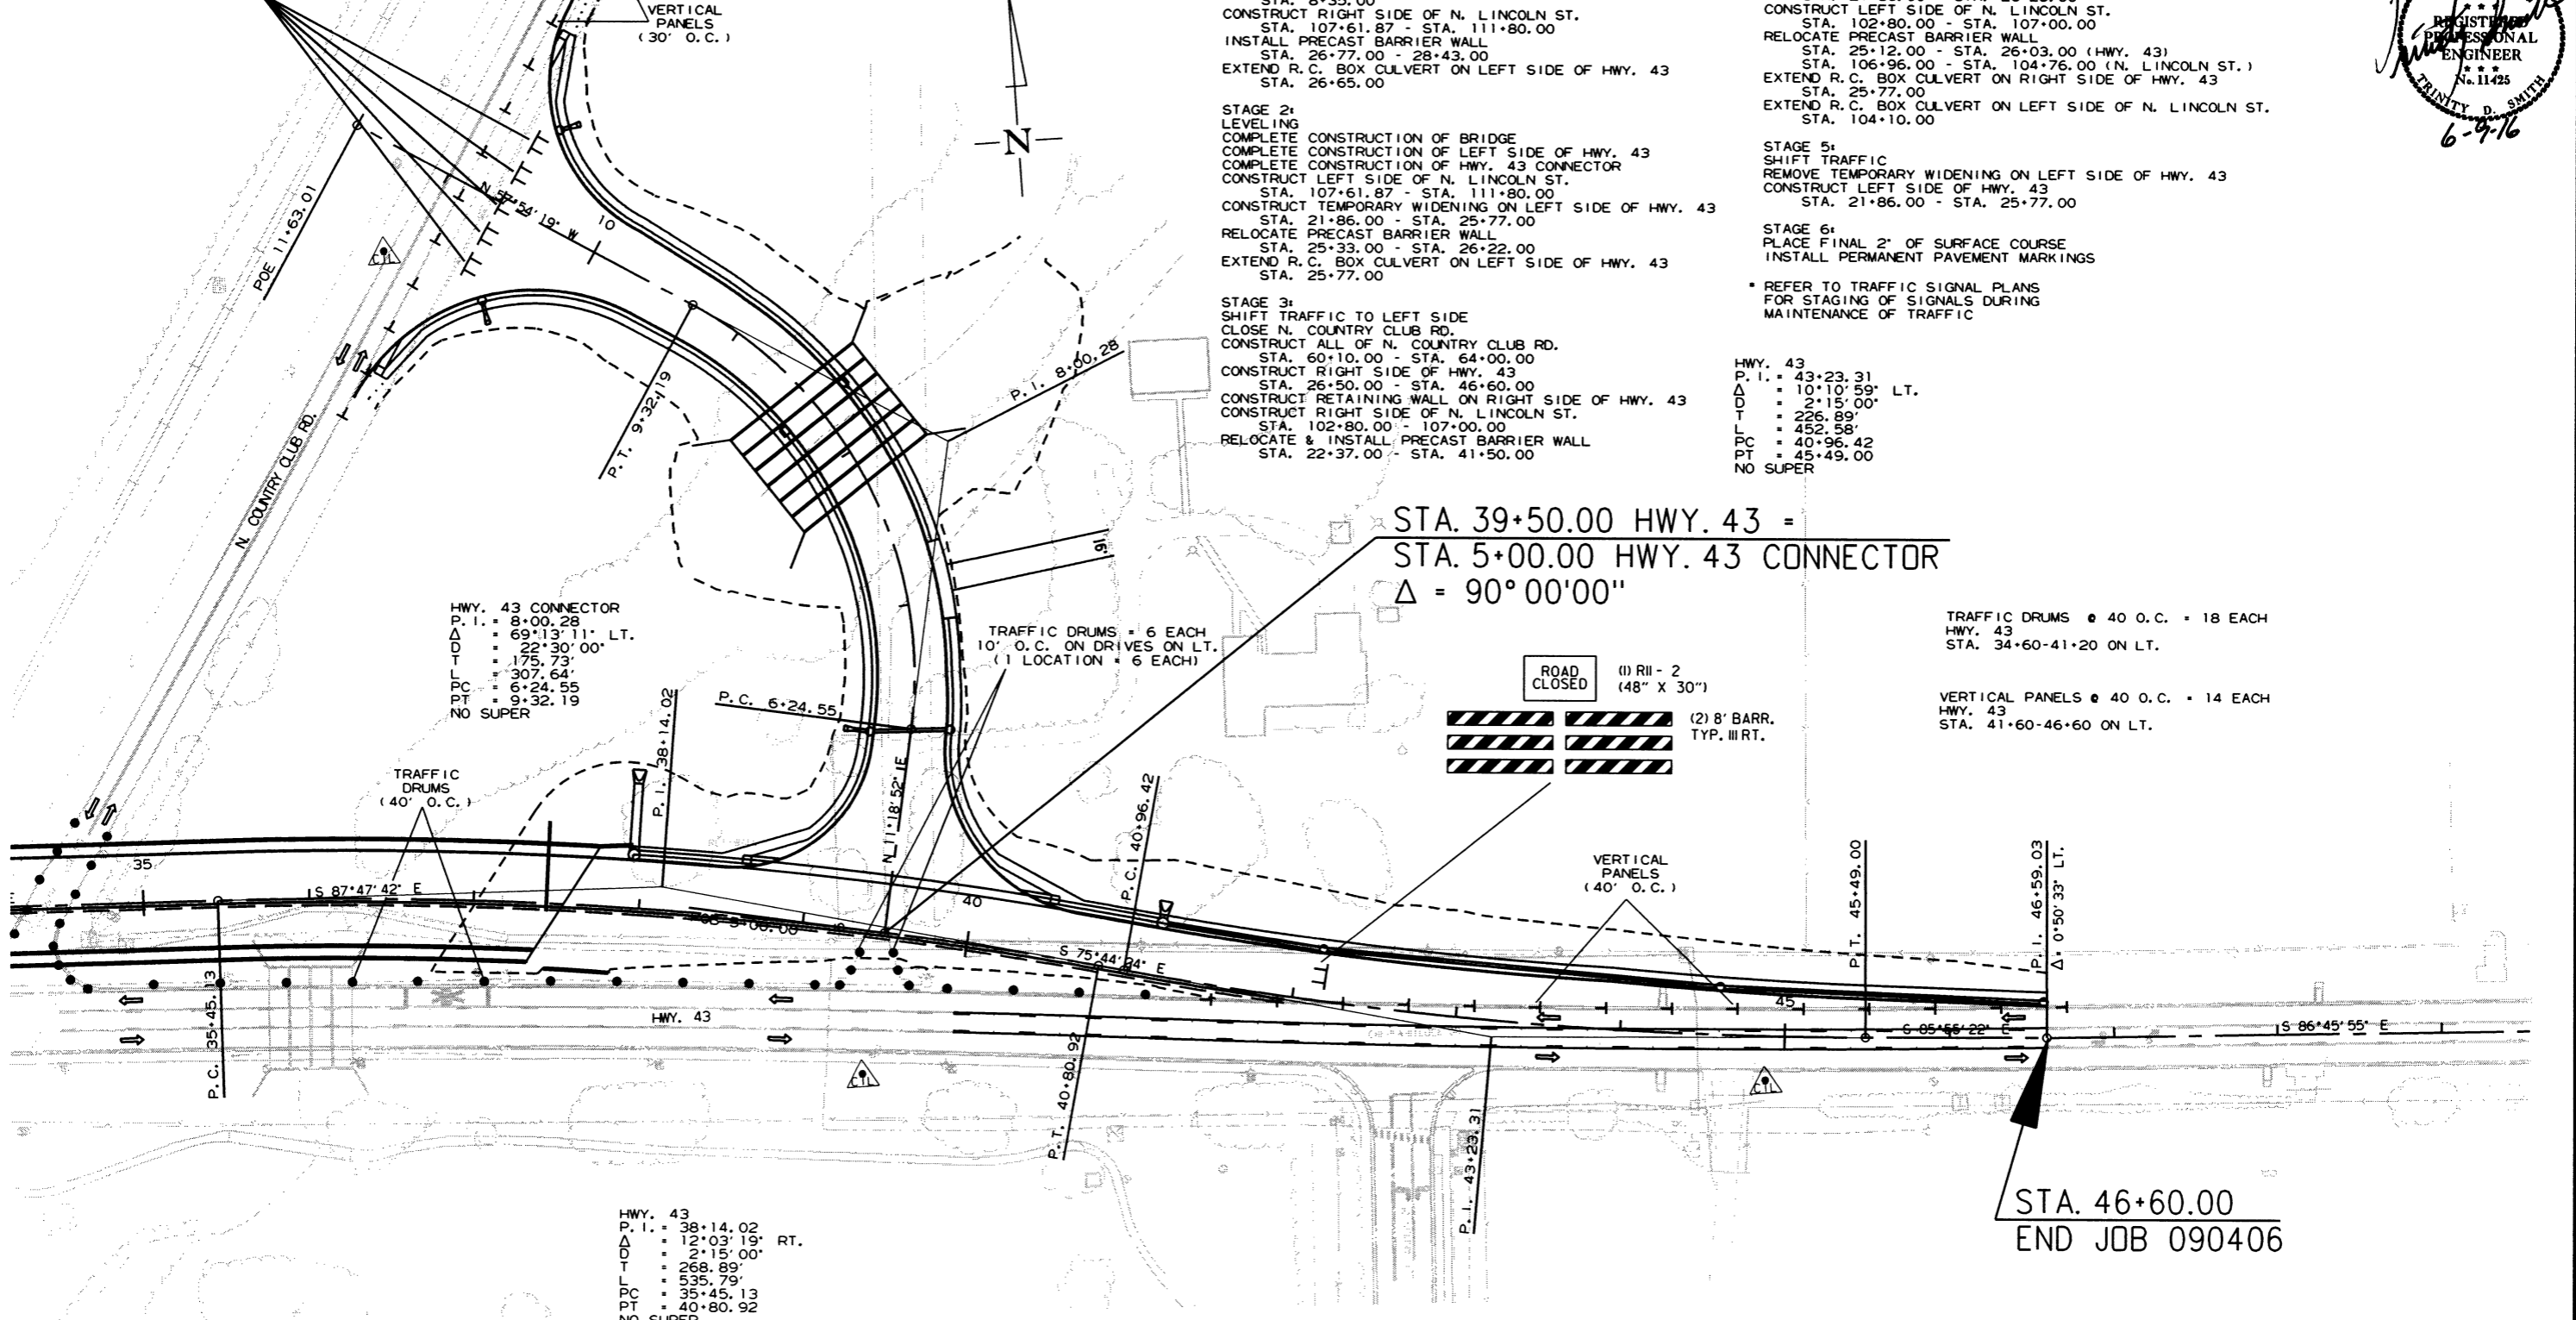 VERTICAL
PANELS
(30' O.C.)
STA. 8+35.00
CONSTRUCT RIGHT SIDE OF N. LINCOLN ST.
STA. 107+61.87 - STA. 111+80.00
INSTALL PRECAST BARRIER WALL
STA. 26+77.00 - 28+43.00
EXTEND R.C. BOX CULVERT ON LEFT SIDE OF HWY. 43
STA. 26+65.00
STAGE 2:
LEVELING
COMPLETE CONSTRUCTION OF BRIDGE
COMPLETE CONSTRUCTION OF LEFT SIDE OF HWY. 43
COMPLETE CONSTRUCTION OF HWY. 43 CONNECTOR
CONSTRUCT LEFT SIDE OF N. LINCOLN ST.
STA. 107+61.87 - STA. 111+80.00
CONSTRUCT TEMPORARY WIDENING ON LEFT SIDE OF HWY. 43
STA. 21+86.00 - STA. 25+77.00
RELOCATE PRECAST BARRIER WALL
STA. 25+33.00 - STA. 26+22.00
EXTEND R.C. BOX CULVERT ON LEFT SIDE OF HWY. 43
STA. 25+77.00
STAGE 3:
SHIFT TRAFFIC TO LEFT SIDE
CLOSE N. COUNTRY CLUB RD.
CONSTRUCT ALL OF N. COUNTRY CLUB RD.
STA. 60+10.00 - STA. 64+00.00
CONSTRUCT RIGHT SIDE OF HWY. 43
STA. 26+50.00 - STA. 46+60.00
CONSTRUCT RETAINING WALL ON RIGHT SIDE OF HWY. 43
CONSTRUCT RIGHT SIDE OF N. LINCOLN ST.
STA. 102+80.00 - 107+00.00
RELOCATE & INSTALL PRECAST BARRIER WALL
STA. 22+37.00 - STA. 41+50.00
CONSTRUCT LEFT SIDE OF N. LINCOLN ST.
STA. 102+80.00 - STA. 107+00.00
RELOCATE PRECAST BARRIER WALL
STA. 25+12.00 - STA. 26+03.00 (HWY. 43)
STA. 106+96.00 - STA. 104+76.00 (N. LINCOLN ST.)
EXTEND R.C. BOX CULVERT ON RIGHT SIDE OF HWY. 43
STA. 25+77.00
EXTEND R.C. BOX CULVERT ON LEFT SIDE OF N. LINCOLN ST.
STA. 104+10.00
STAGE 5:
SHIFT TRAFFIC
REMOVE TEMPORARY WIDENING ON LEFT SIDE OF HWY. 43
CONSTRUCT LEFT SIDE OF HWY. 43
STA. 21+86.00 - STA. 25+77.00
STAGE 6:
PLACE FINAL 2" OF SURFACE COURSE
INSTALL PERMANENT PAVEMENT MARKINGS
* REFER TO TRAFFIC SIGNAL PLANS
FOR STAGING OF SIGNALS DURING
MAINTENANCE OF TRAFFIC
REGISTERED
PROFESSIONAL
ENGINEER
No. 11425
TRINITY D. SMITH
6-9-16
N
HWY. 43
P.I. = 43+23.31
Δ = 10°10'59" LT.
D = 2°15'00"
T = 226.89'
L = 452.58'
PC = 40+96.42
PT = 45+49.00
NO SUPER
POE 11+63.01
10
CTL
P.T. 9+32.19
P.I. 8+00.28
N. COUNTRY CLUB RD.
16'
STA. 39+50.00 HWY. 43 =
STA. 5+00.00 HWY. 43 CONNECTOR
Δ = 90°00'00"
HWY. 43 CONNECTOR
P.I. = 8+00.28
Δ = 69°13'11" LT.
D = 22°30'00"
T = 175.73'
L = 307.64'
PC = 6+24.55
PT = 9+32.19
NO SUPER
TRAFFIC DRUMS = 6 EACH
10' O.C. ON DRIVES ON LT.
(1 LOCATION = 6 EACH)
TRAFFIC DRUMS @ 40 O.C. = 18 EACH
HWY. 43
STA. 34+60-41+20 ON LT.
VERTICAL PANELS @ 40 O.C. = 14 EACH
HWY. 43
STA. 41+60-46+60 ON LT.
ROAD
CLOSED
(1) R11 - 2
(48" X 30")
(2) 8' BARR.
TYP. III RT.
P.C. 6+24.55
P.I. 38+14.02
TRAFFIC
DRUMS
(40' O.C.)
N 11°18'52" E
P.C. 40+96.42
VERTICAL
PANELS
(40' O.C.)
P.T. 45+49.00
P.I. 46+59.03
Δ = 0°50'33" LT.
35
S 87°47'42" E
40
S 75°44'24" E
45
S 85°55'22" E
S 86°45'55" E
HWY. 43
P.C. 35+45.13
P.T. 40+80.92
CTL
CTL
P.I. 43+23.31
STA. 46+60.00
END JOB 090406
HWY. 43
P.I. = 38+14.02
Δ = 12°03'19" RT.
D = 2°15'00"
T = 268.89'
L = 535.79'
PC = 35+45.13
PT = 40+80.92
NO SUPER